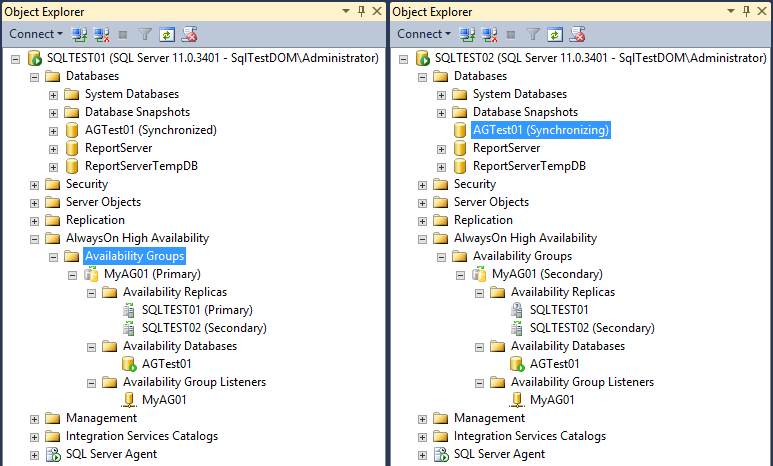 Object Explorer
Connect
SQLTEST01 (SQL Server 11.0.3401 - SqlTestDOM\Administrator)
Databases
System Databases
Database Snapshots
AGTest01 (Synchronized)
ReportServer
ReportServerTempDB
Security
Server Objects
Replication
AlwaysOn High Availability
Availability Groups
MyAG01 (Primary)
Availability Replicas
SQLTEST01 (Primary)
SQLTEST02 (Secondary)
Availability Databases
AGTest01
Availability Group Listeners
MyAG01
Management
Integration Services Catalogs
SQL Server Agent
Object Explorer
Connect
SQLTEST02 (SQL Server 11.0.3401 - SqlTestDOM\Administrator)
Databases
System Databases
Database Snapshots
AGTest01 (Synchronizing)
ReportServer
ReportServerTempDB
Security
Server Objects
Replication
AlwaysOn High Availability
Availability Groups
MyAG01 (Secondary)
Availability Replicas
SQLTEST01
SQLTEST02 (Secondary)
Availability Databases
AGTest01
Availability Group Listeners
MyAG01
Management
Integration Services Catalogs
SQL Server Agent